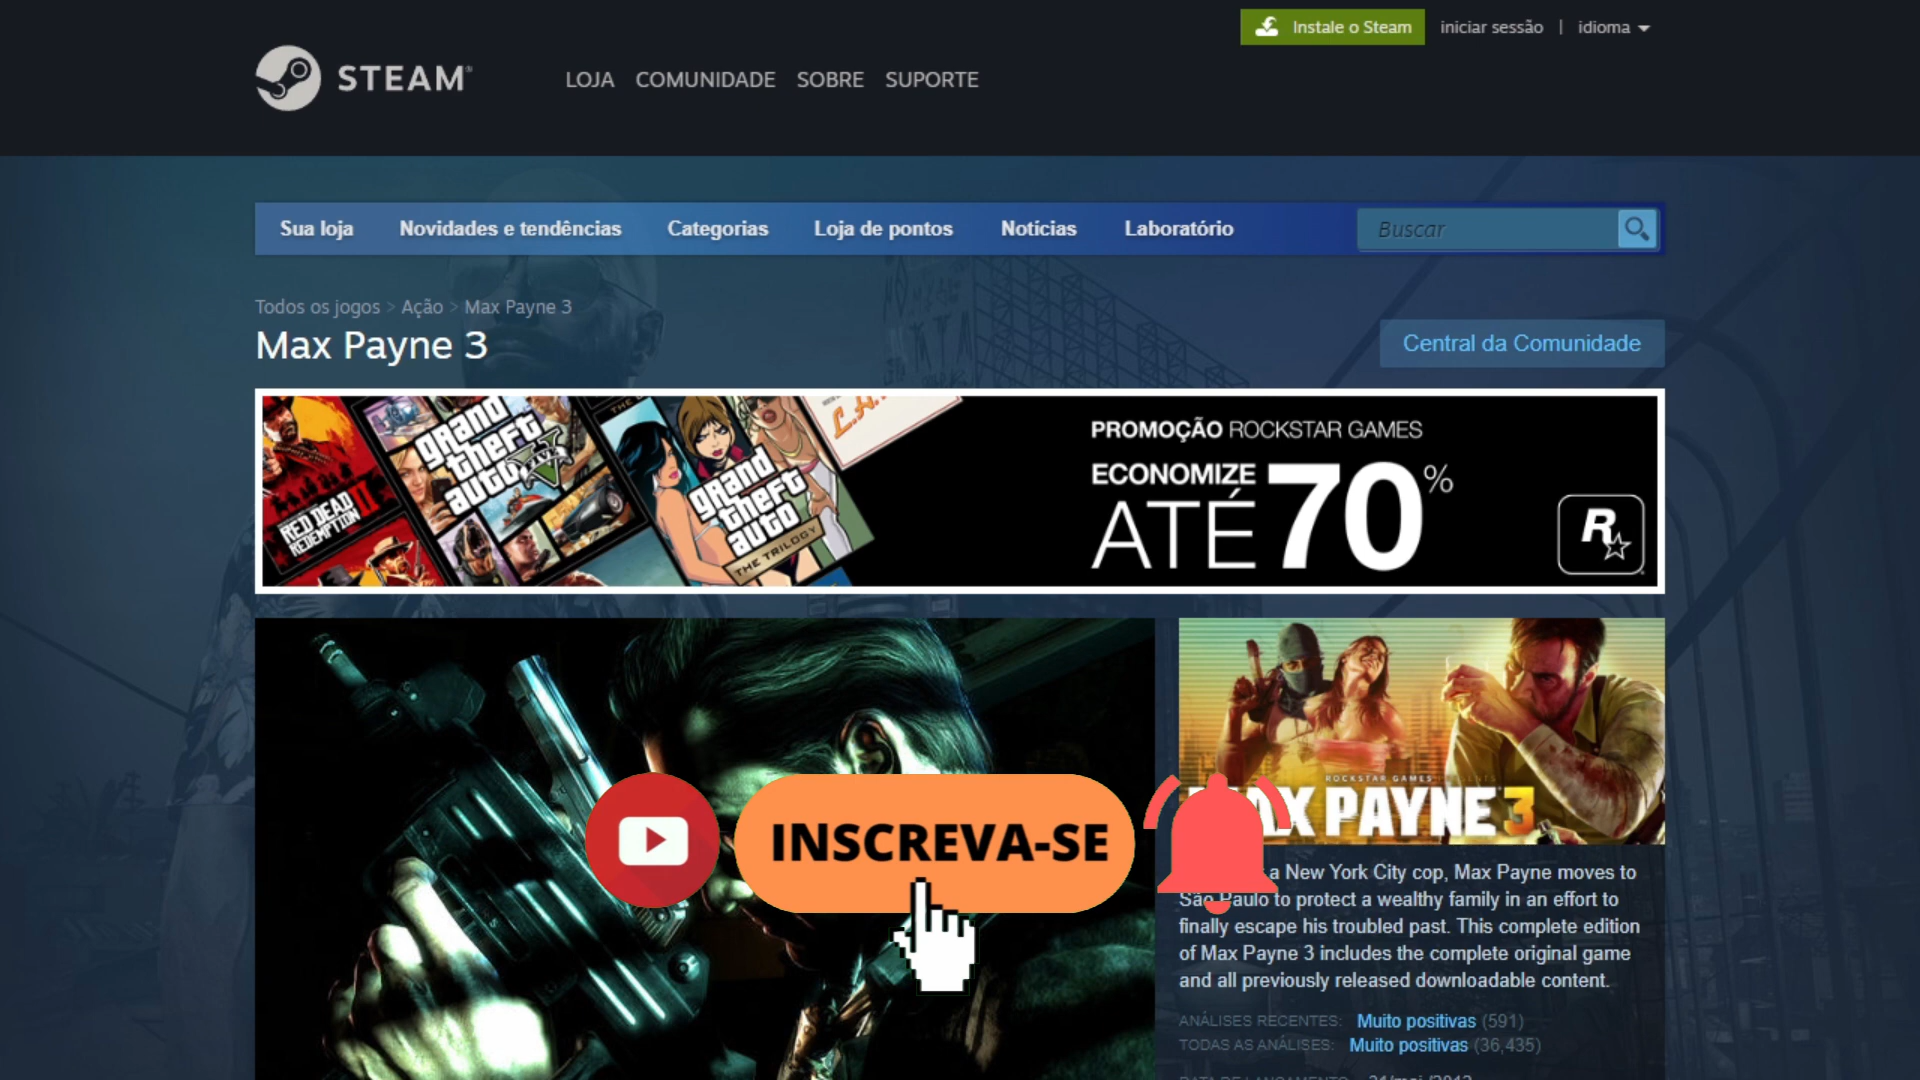 Instale o Steam
iniciar sessão | idioma
STEAM®
LOJA COMUNIDADE SOBRE SUPORTE
Sua loja Novidades e tendências Categorias Loja de pontos Notícias Laboratório
Buscar
Todos os jogos > Ação > Max Payne 3
Max Payne 3
Central da Comunidade
RED DEAD
REDEMPTION II
grand
theft
auto
V
grand
theft
auto
THE TRILOGY
L.A.
PROMOÇÃO ROCKSTAR GAMES
ECONOMIZE
ATÉ 70%
R
ROCKSTAR GAMES
PAYNE 3
INSCREVA-SE
a New York City cop, Max Payne moves to
São Paulo to protect a wealthy family in an effort to
finally escape his troubled past. This complete edition
of Max Payne 3 includes the complete original game
and all previously released downloadable content.
ANÁLISES RECENTES: Muito positivas (591)
TODAS AS ANÁLISES: Muito positivas (36,435)